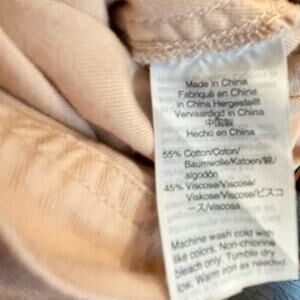 Made in China
Fabriqué en Chine
in China Hergestellt
Vervaardigd in China
中国製
Hecho en China
55% Cotton/Coton/
Baumwolle/Katoen/綿/
algodón
45% Viscose/Viscose/
Viskose/Viscose/ビスコ
ース/viscosa
Machine wash cold with
like colors. Non-chlorine
bleach only. Tumble dry
low. Warm iron as needed.